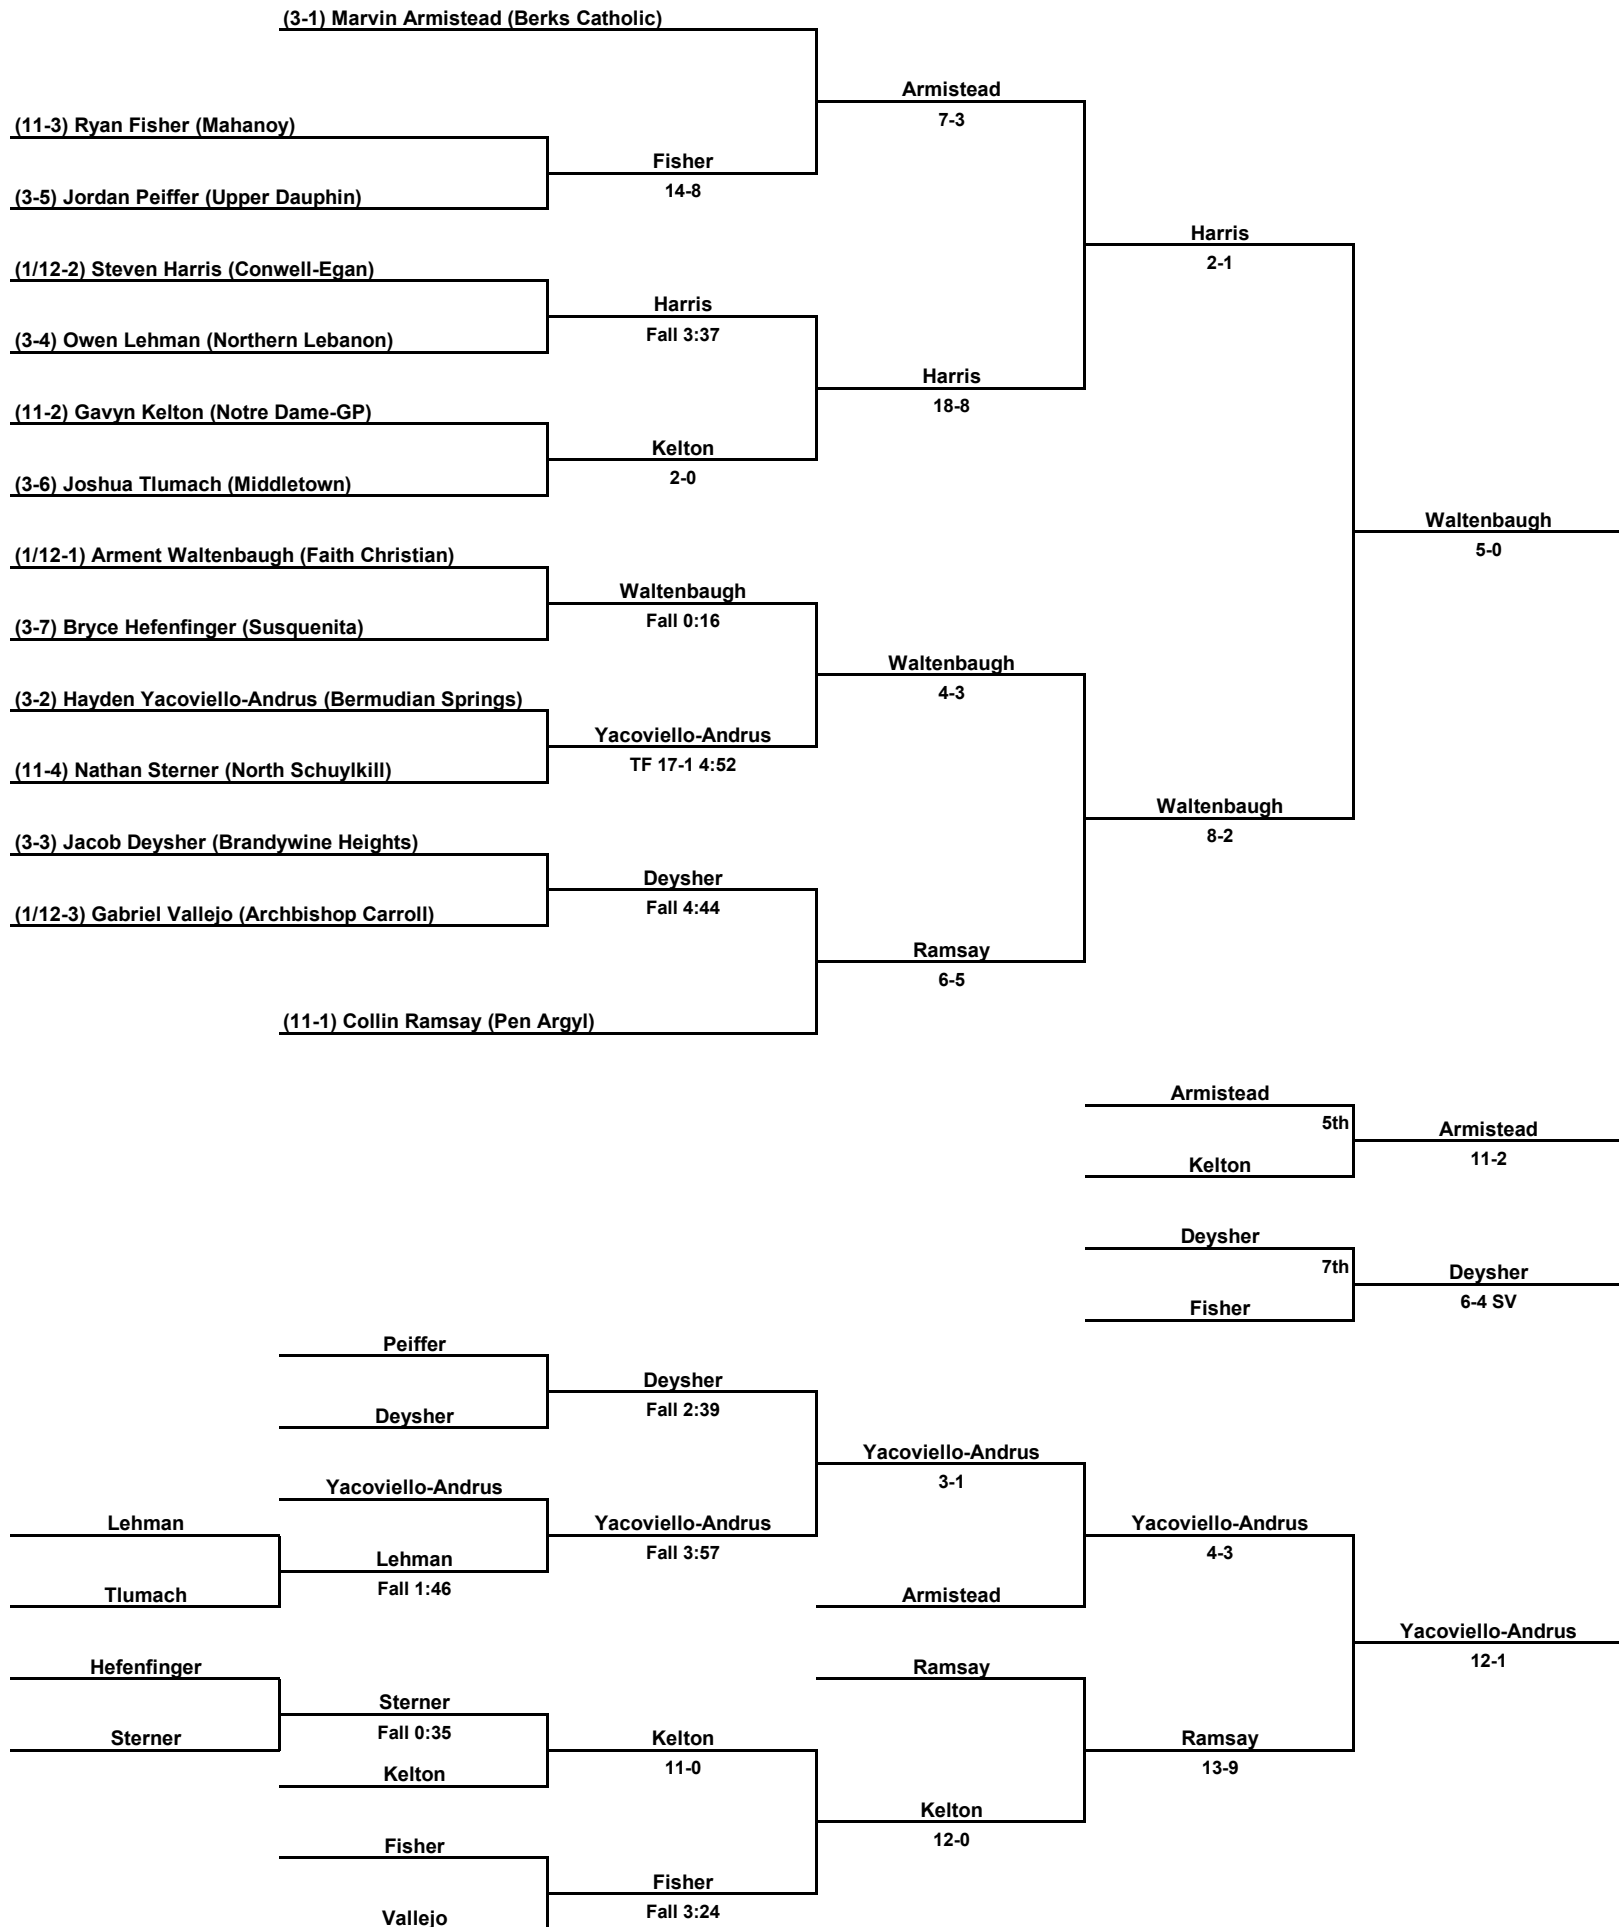 (3-1) Marvin Armistead (Berks Catholic)
Armistead
7-3
(11-3) Ryan Fisher (Mahanoy)
Fisher
14-8
(3-5) Jordan Peiffer (Upper Dauphin)
Harris
2-1
(1/12-2) Steven Harris (Conwell-Egan)
Harris
Fall 3:37
(3-4) Owen Lehman (Northern Lebanon)
Harris
18-8
(11-2) Gavyn Kelton (Notre Dame-GP)
Kelton
2-0
(3-6) Joshua Tlumach (Middletown)
Waltenbaugh
5-0
(1/12-1) Arment Waltenbaugh (Faith Christian)
Waltenbaugh
Fall 0:16
(3-7) Bryce Hefenfinger (Susquenita)
Waltenbaugh
4-3
(3-2) Hayden Yacoviello-Andrus (Bermudian Springs)
Yacoviello-Andrus
TF 17-1 4:52
(11-4) Nathan Sterner (North Schuylkill)
Waltenbaugh
8-2
(3-3) Jacob Deysher (Brandywine Heights)
Deysher
Fall 4:44
(1/12-3) Gabriel Vallejo (Archbishop Carroll)
Ramsay
6-5
(11-1) Collin Ramsay (Pen Argyl)
Armistead
5th
Armistead
11-2
Kelton
Deysher
7th
Deysher
6-4 SV
Fisher
Peiffer
Deysher
Fall 2:39
Deysher
Yacoviello-Andrus
3-1
Yacoviello-Andrus
Lehman
Yacoviello-Andrus
Fall 3:57
Yacoviello-Andrus
4-3
Lehman
Fall 1:46
Tlumach
Armistead
Yacoviello-Andrus
12-1
Hefenfinger
Ramsay
Sterner
Fall 0:35
Sterner
Kelton
11-0
Ramsay
13-9
Kelton
Kelton
12-0
Fisher
Fisher
Fall 3:24
Vallejo